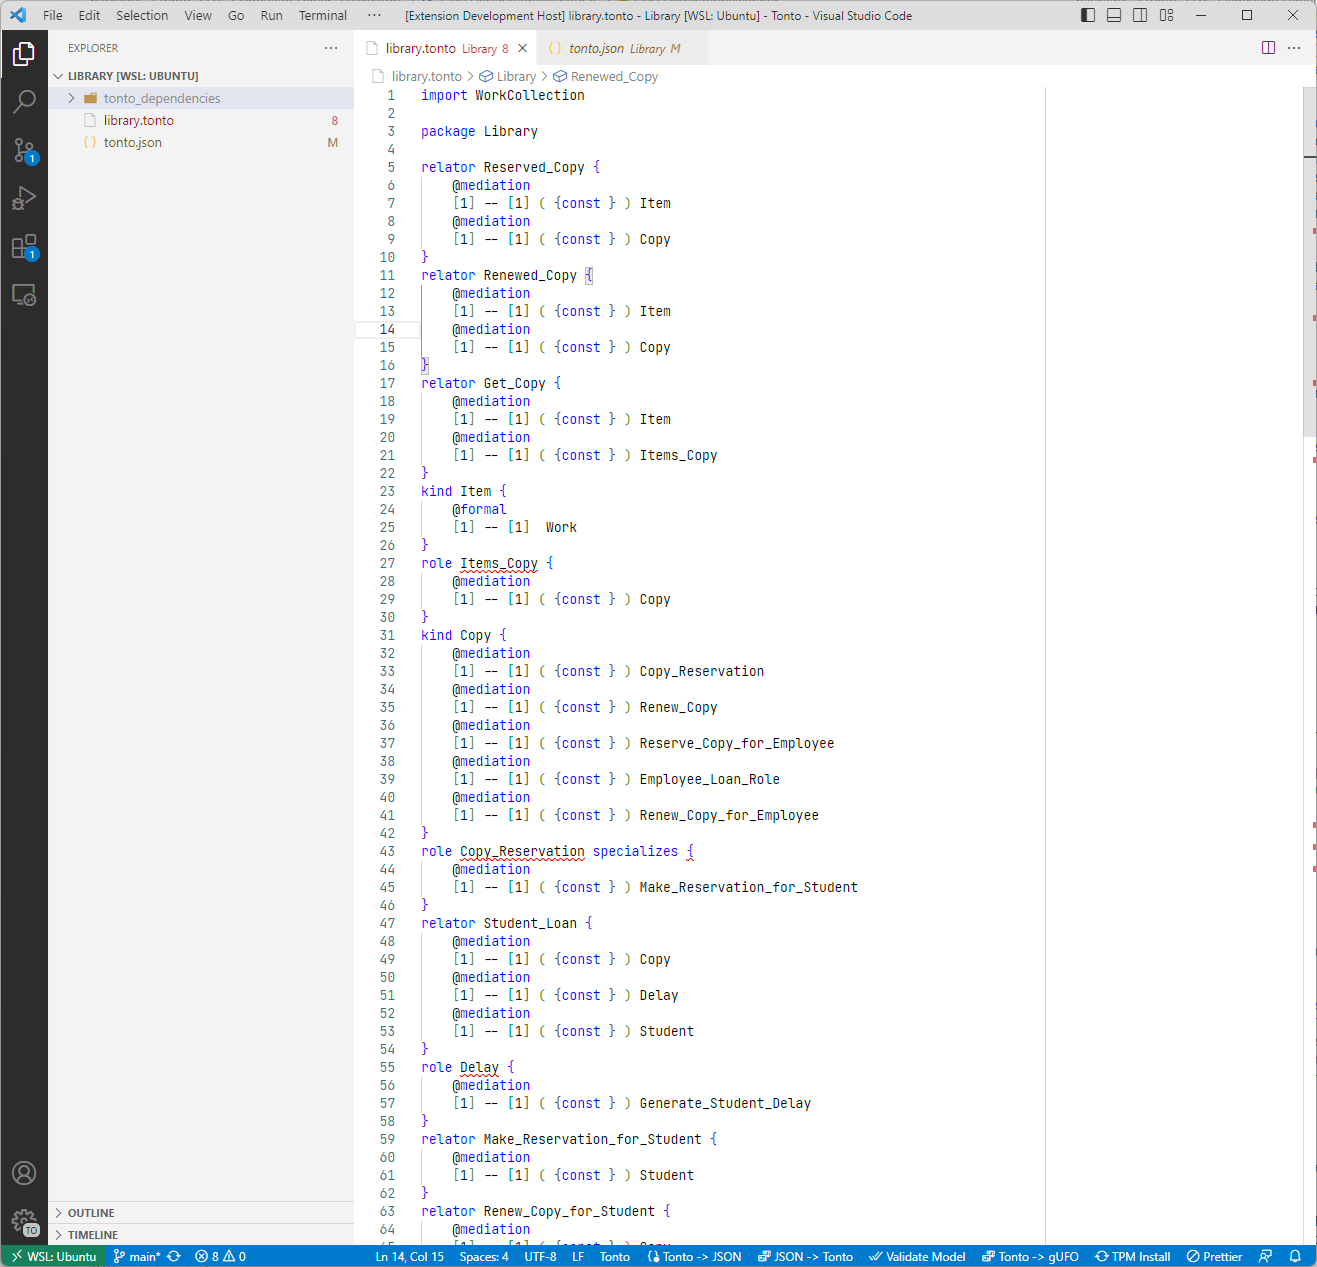 File Edit Selection View Go Run Terminal ··· [Extension Development Host] library.tonto - Library [WSL: Ubuntu] - Tonto - Visual Studio Code
EXPLORER ···
library.tonto Library 8
{} tonto.json Library M
LIBRARY [WSL: UBUNTU]
tonto_dependencies
library.tonto 8
{} tonto.json M
library.tonto > Library > Renewed_Copy
1 import WorkCollection
2
3 package Library
4
5 relator Reserved_Copy {
6 @mediation
7 [1] -- [1] ( {const } ) Item
8 @mediation
9 [1] -- [1] ( {const } ) Copy
10 }
11 relator Renewed_Copy {
12 @mediation
13 [1] -- [1] ( {const } ) Item
14 @mediation
15 [1] -- [1] ( {const } ) Copy
16 }
17 relator Get_Copy {
18 @mediation
19 [1] -- [1] ( {const } ) Item
20 @mediation
21 [1] -- [1] ( {const } ) Items_Copy
22 }
23 kind Item {
24 @formal
25 [1] -- [1] Work
26 }
27 role Items_Copy {
28 @mediation
29 [1] -- [1] ( {const } ) Copy
30 }
31 kind Copy {
32 @mediation
33 [1] -- [1] ( {const } ) Copy_Reservation
34 @mediation
35 [1] -- [1] ( {const } ) Renew_Copy
36 @mediation
37 [1] -- [1] ( {const } ) Reserve_Copy_for_Employee
38 @mediation
39 [1] -- [1] ( {const } ) Employee_Loan_Role
40 @mediation
41 [1] -- [1] ( {const } ) Renew_Copy_for_Employee
42 }
43 role Copy_Reservation specializes {
44 @mediation
45 [1] -- [1] ( {const } ) Make_Reservation_for_Student
46 }
47 relator Student_Loan {
48 @mediation
49 [1] -- [1] ( {const } ) Copy
50 @mediation
51 [1] -- [1] ( {const } ) Delay
52 @mediation
53 [1] -- [1] ( {const } ) Student
54 }
55 role Delay {
56 @mediation
57 [1] -- [1] ( {const } ) Generate_Student_Delay
58 }
59 relator Make_Reservation_for_Student {
60 @mediation
61 [1] -- [1] ( {const } ) Student
62 }
63 relator Renew_Copy_for_Student {
64 @mediation
1
1
TO
OUTLINE
TIMELINE
WSL: Ubuntu main* 8 0 Ln 14, Col 15 Spaces: 4 UTF-8 LF Tonto Tonto -> JSON JSON -> Tonto Validate Model Tonto -> gUFO TPM Install Prettier